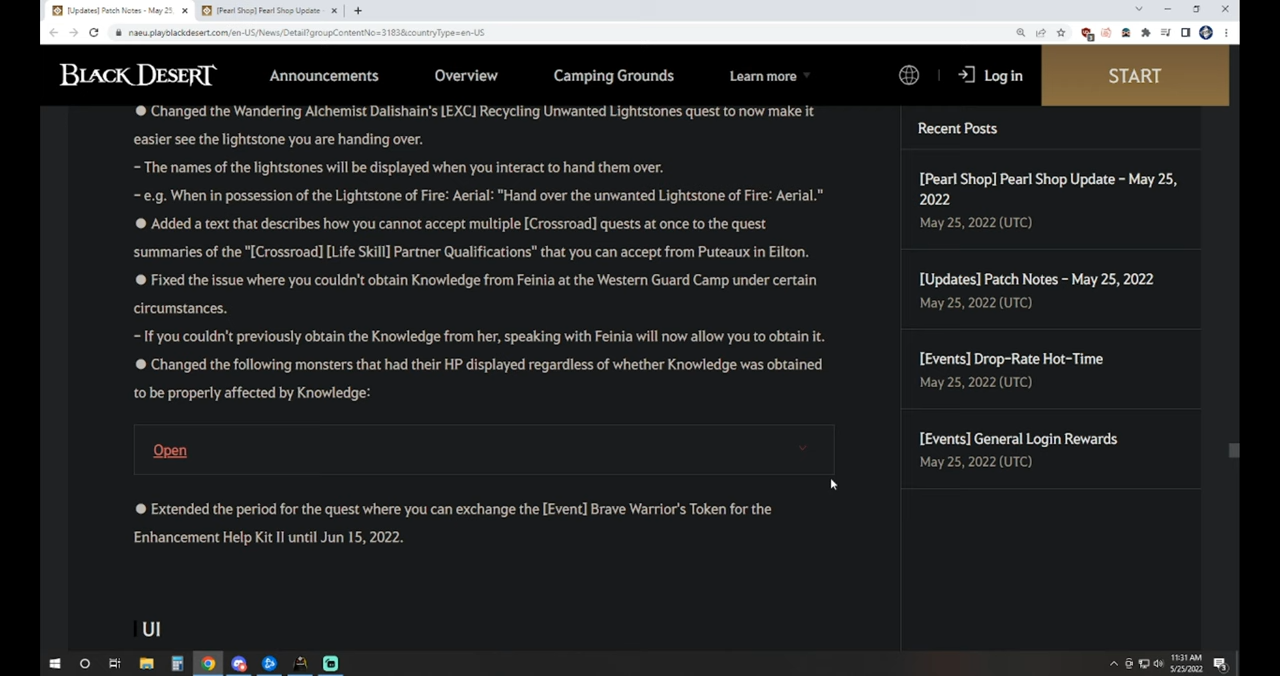 [Updates] Patch Notes - May 25,
[Pearl Shop] Pearl Shop Update -
naeu.playblackdesert.com/en-US/News/Detail?groupContentNo=3183&countryType=en-US
BLACK DESERT
Announcements
Overview
Camping Grounds
Learn more
Log in
START
● Changed the Wandering Alchemist Dalishain's [EXC] Recycling Unwanted Lightstones quest to now make it
easier see the lightstone you are handing over.
- The names of the lightstones will be displayed when you interact to hand them over.
- e.g. When in possession of the Lightstone of Fire: Aerial: "Hand over the unwanted Lightstone of Fire: Aerial."
● Added a text that describes how you cannot accept multiple [Crossroad] quests at once to the quest
summaries of the "[Crossroad] [Life Skill] Partner Qualifications" that you can accept from Puteaux in Eilton.
● Fixed the issue where you couldn't obtain Knowledge from Feinia at the Western Guard Camp under certain
circumstances.
- If you couldn't previously obtain the Knowledge from her, speaking with Feinia will now allow you to obtain it.
● Changed the following monsters that had their HP displayed regardless of whether Knowledge was obtained
to be properly affected by Knowledge:
Open
● Extended the period for the quest where you can exchange the [Event] Brave Warrior's Token for the
Enhancement Help Kit II until Jun 15, 2022.
UI
Recent Posts
[Pearl Shop] Pearl Shop Update - May 25,
2022
May 25, 2022 (UTC)
[Updates] Patch Notes - May 25, 2022
May 25, 2022 (UTC)
[Events] Drop-Rate Hot-Time
May 25, 2022 (UTC)
[Events] General Login Rewards
May 25, 2022 (UTC)
11:31 AM
5/25/2022